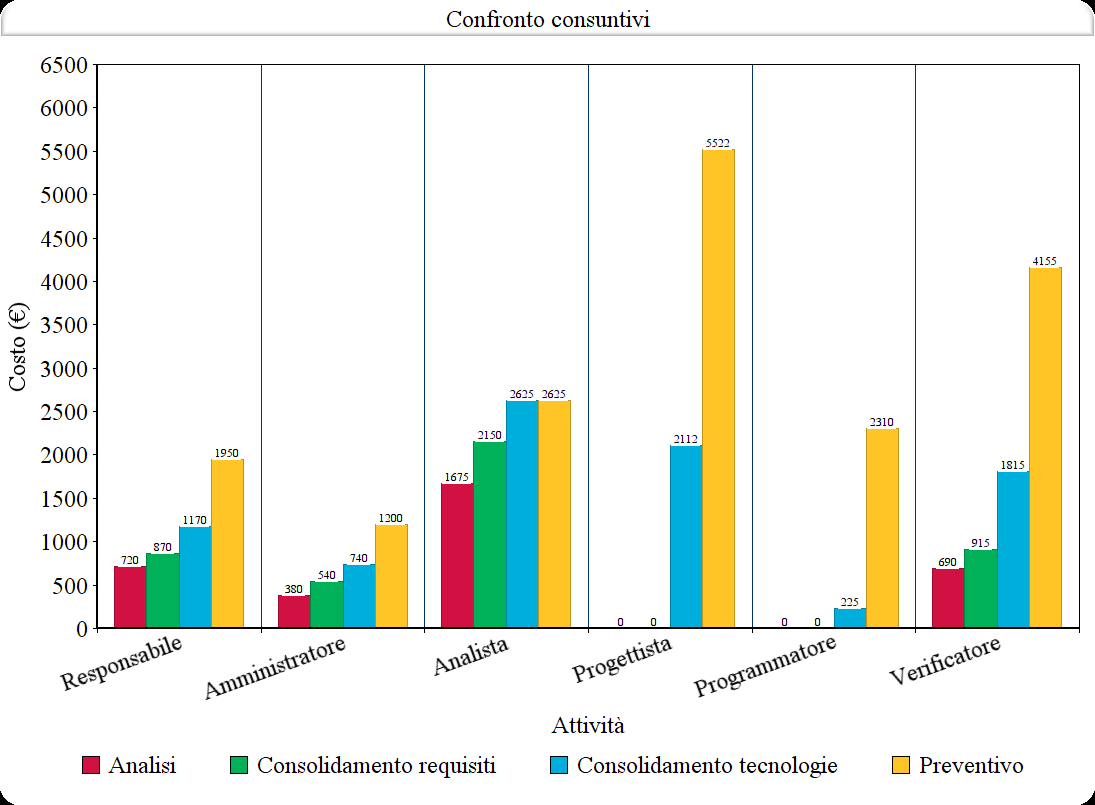 Confronto consuntivi
6500
6000
5500
5000
4500
4000
3500
3000
2500
2000
1500
1000
500
0
Costo (€)
720 870 1170 1950
380 540 740 1200
1675 2150 2625 2625
0 0 2112 5522
0 0 225 2310
690 915 1815 4155
Responsabile Amministratore Analista Progettista Programmatore Verificatore
Attività
Analisi Consolidamento requisiti Consolidamento tecnologie Preventivo